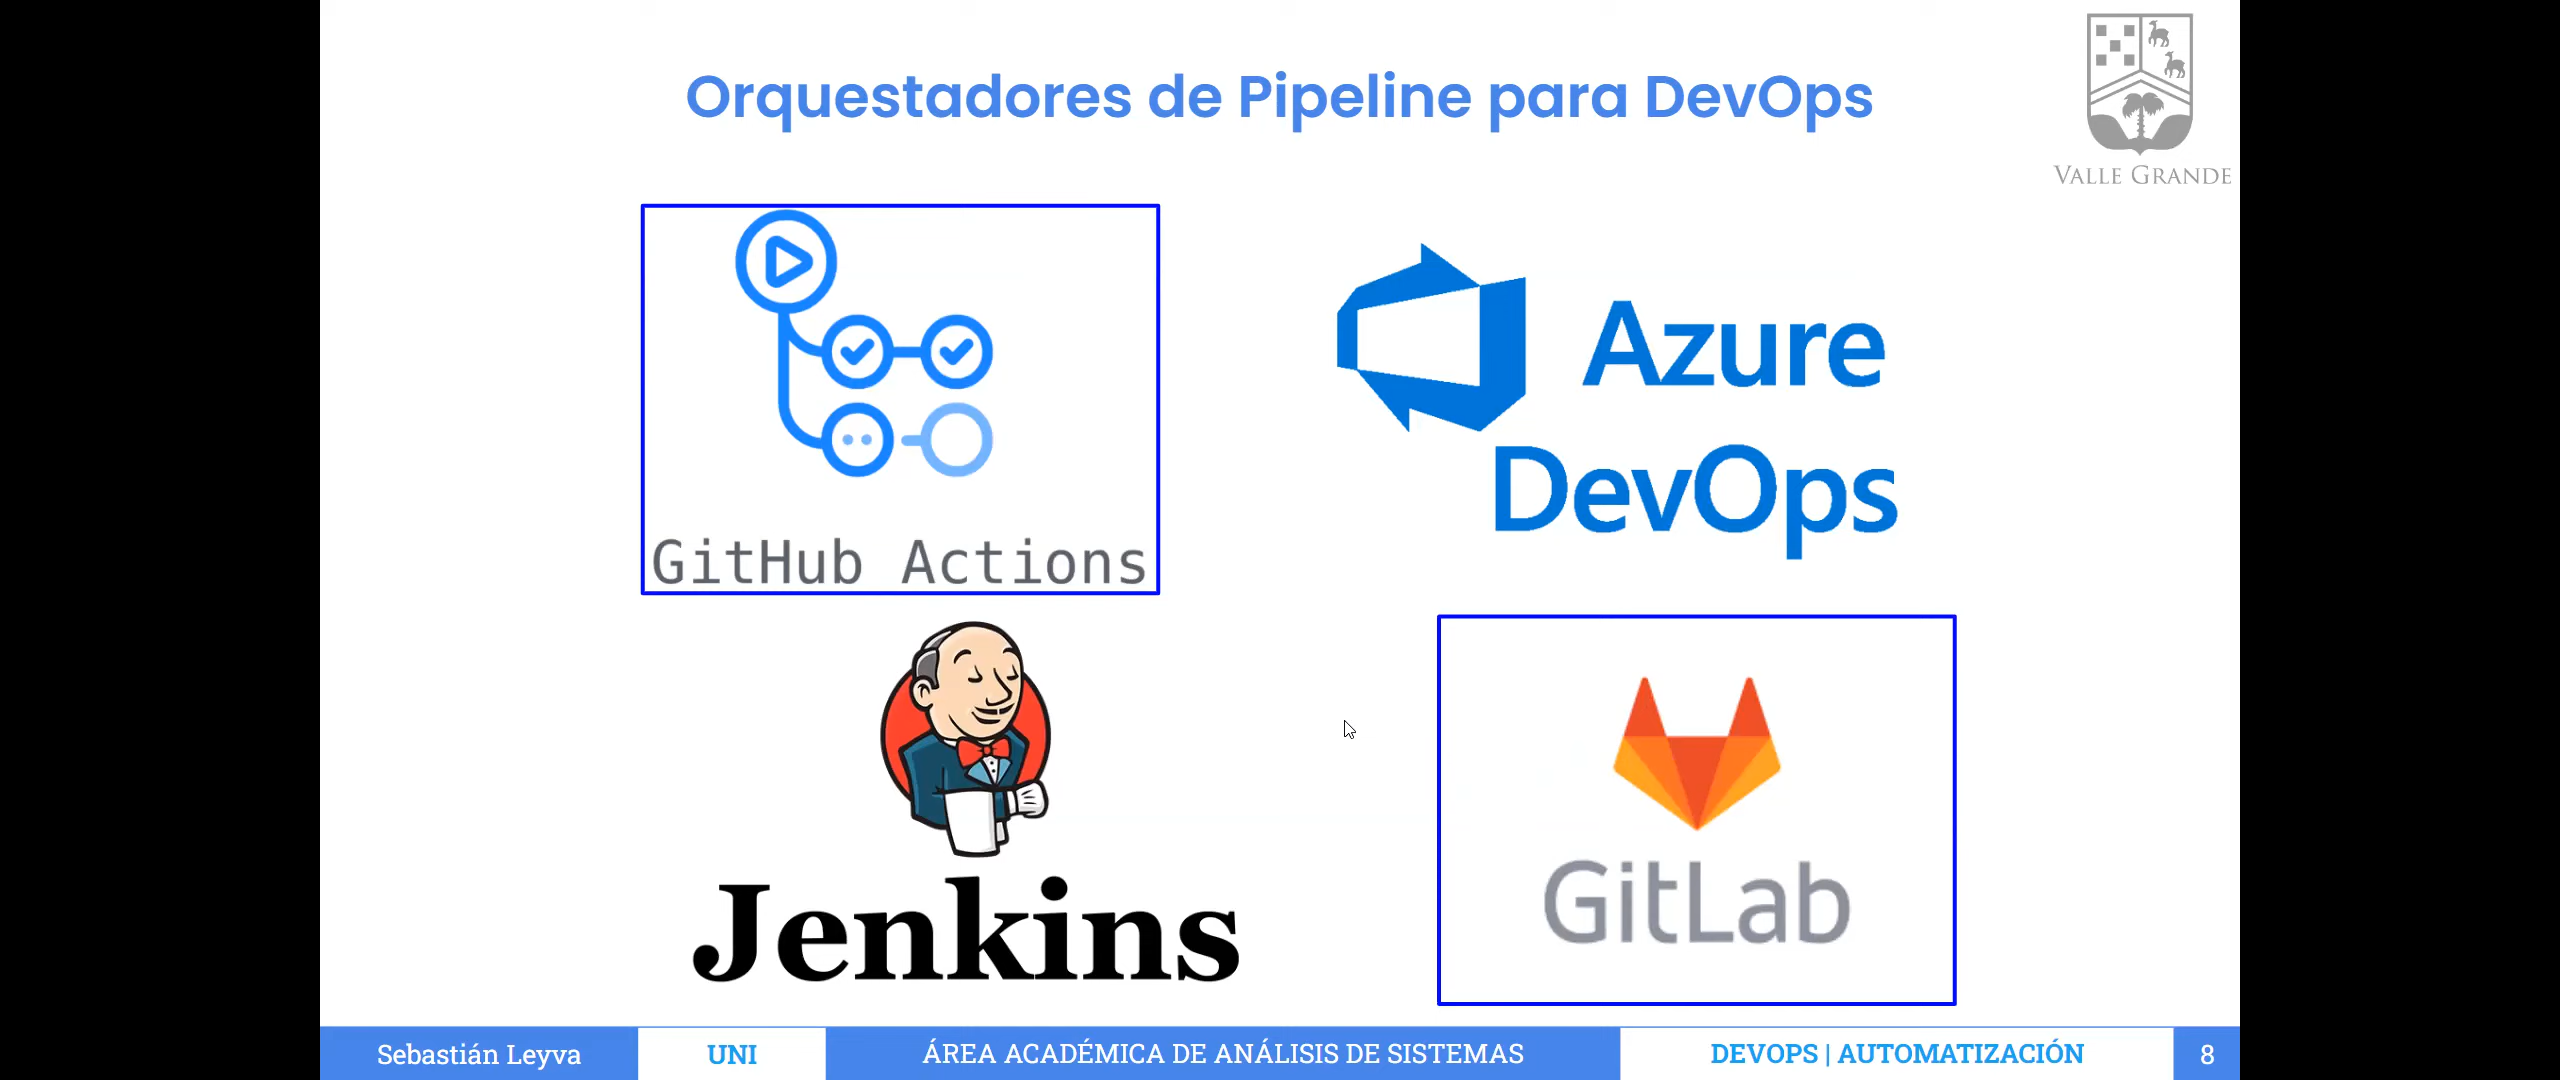 Orquestadores de Pipeline para DevOps
VALLE GRANDE
GitHub Actions
Azure
DevOps
Jenkins
GitLab
Sebastián Leyva
UNI
ÁREA ACADÉMICA DE ANÁLISIS DE SISTEMAS
DEVOPS | AUTOMATIZACIÓN
8